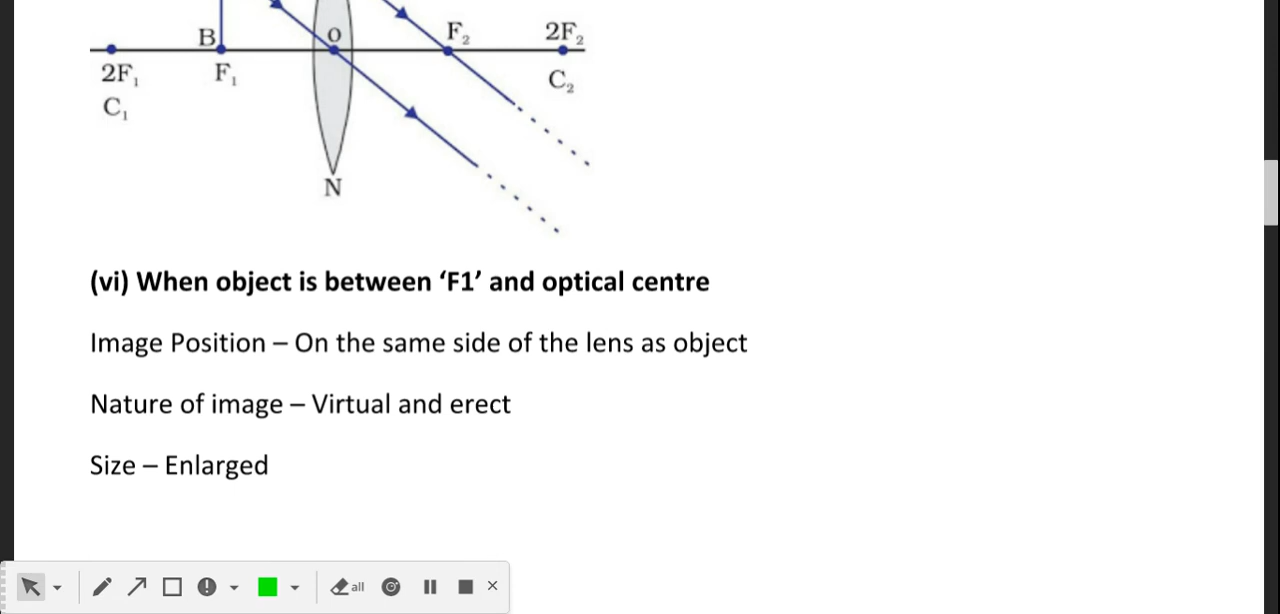 B O F₂ 2F₂
2F₁ F₁ C₂
C₁
N
(vi) When object is between ‘F1’ and optical centre
Image Position – On the same side of the lens as object
Nature of image – Virtual and erect
Size – Enlarged
all